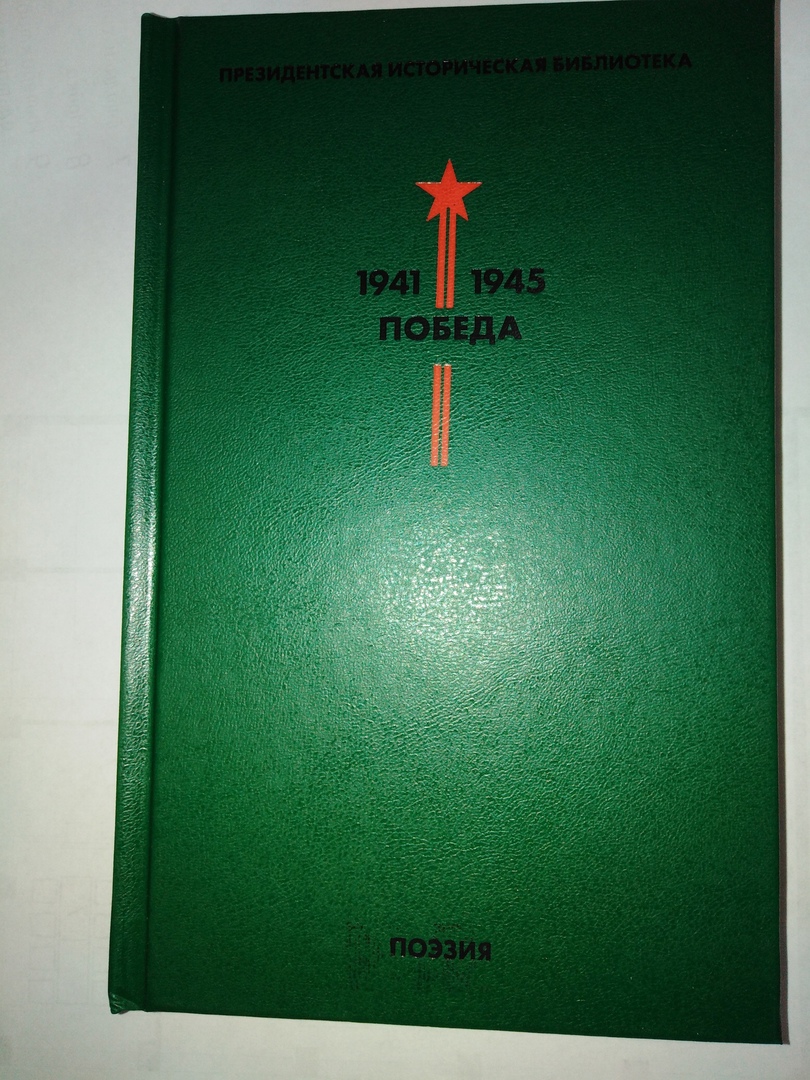 ПРЕЗИДЕНТСКАЯ ИСТОРИЧЕСКАЯ БИБЛИОТЕКА
1941 1945
ПОБЕДА
ПОЭЗИЯ